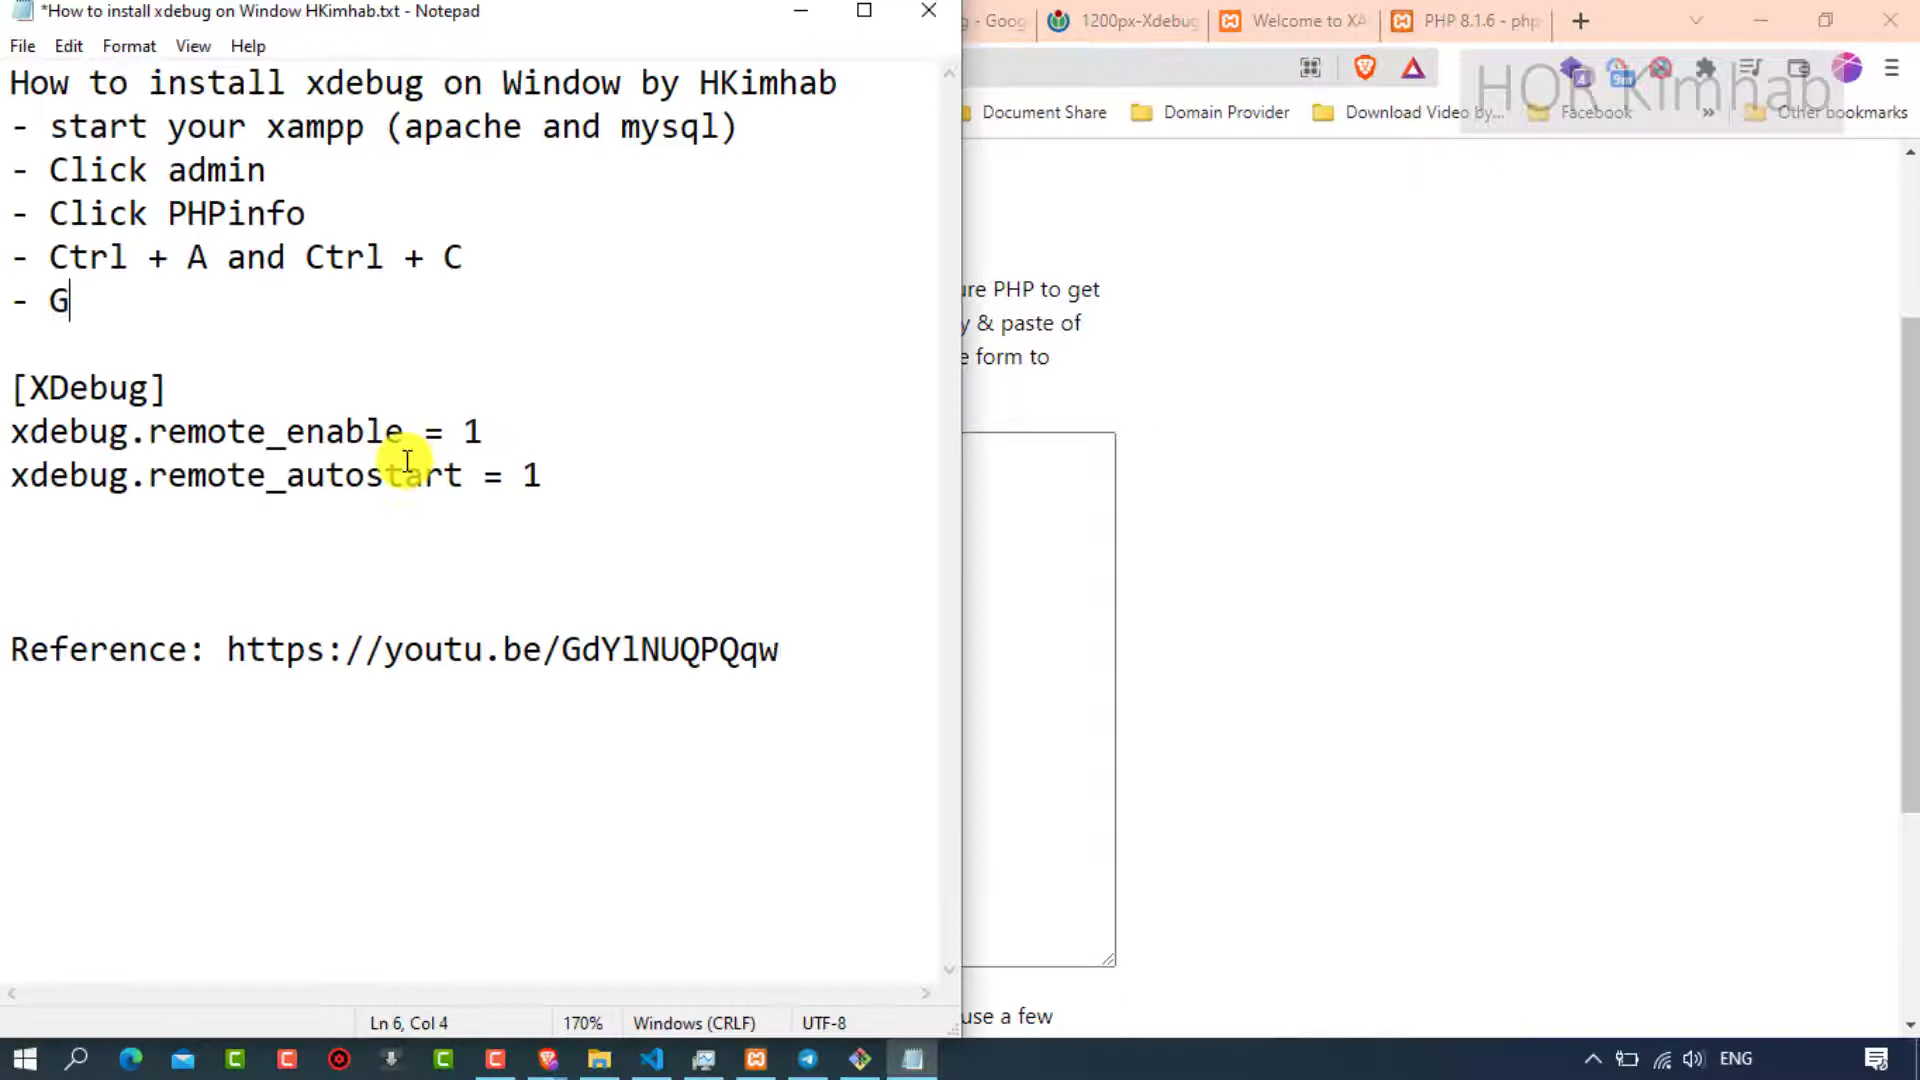 *How to install xdebug on Window HKimhab.txt - Notepad
File Edit Format View Help
How to install xdebug on Window by HKimhab
- start your xampp (apache and mysql)
- Click admin
- Click PHPinfo
- Ctrl + A and Ctrl + C
- G
[XDebug]
xdebug.remote_enable = 1
xdebug.remote_autostart = 1
Reference: https://youtu.be/GdYlNUQPQqw
Ln 6, Col 4 170% Windows (CRLF) UTF-8
g - Goog 1200px-Xdebug Welcome to XA PHP 8.1.6 - php
HOR Kimhab
4 9m
Document Share Domain Provider Download Video by... Facebook » Other bookmarks
ure PHP to get
y & paste of
e form to
use a few
ENG